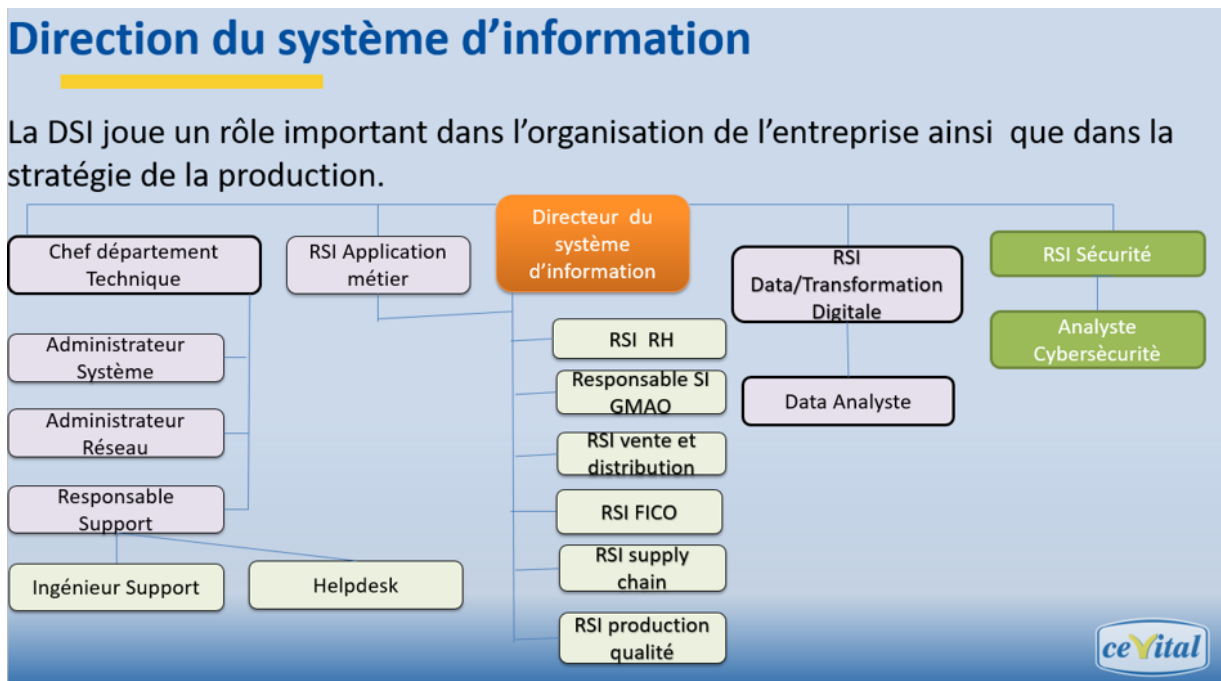 Direction du système d’information
La DSI joue un rôle important dans l’organisation de l’entreprise ainsi  que dans la
stratégie de la production.
Directeur  du
système
d’information
Chef département
Technique
RSI Application
métier
RSI
Data/Transformation
Digitale
RSI Sécurité
Administrateur
Système
Administrateur
Réseau
Responsable
Support
Ingénieur Support
Helpdesk
RSI  RH
Responsable SI
GMAO
RSI vente et
distribution
RSI FICO
RSI supply
chain
RSI production
qualité
Data Analyste
Analyste
Cybersècuritè
ceVital